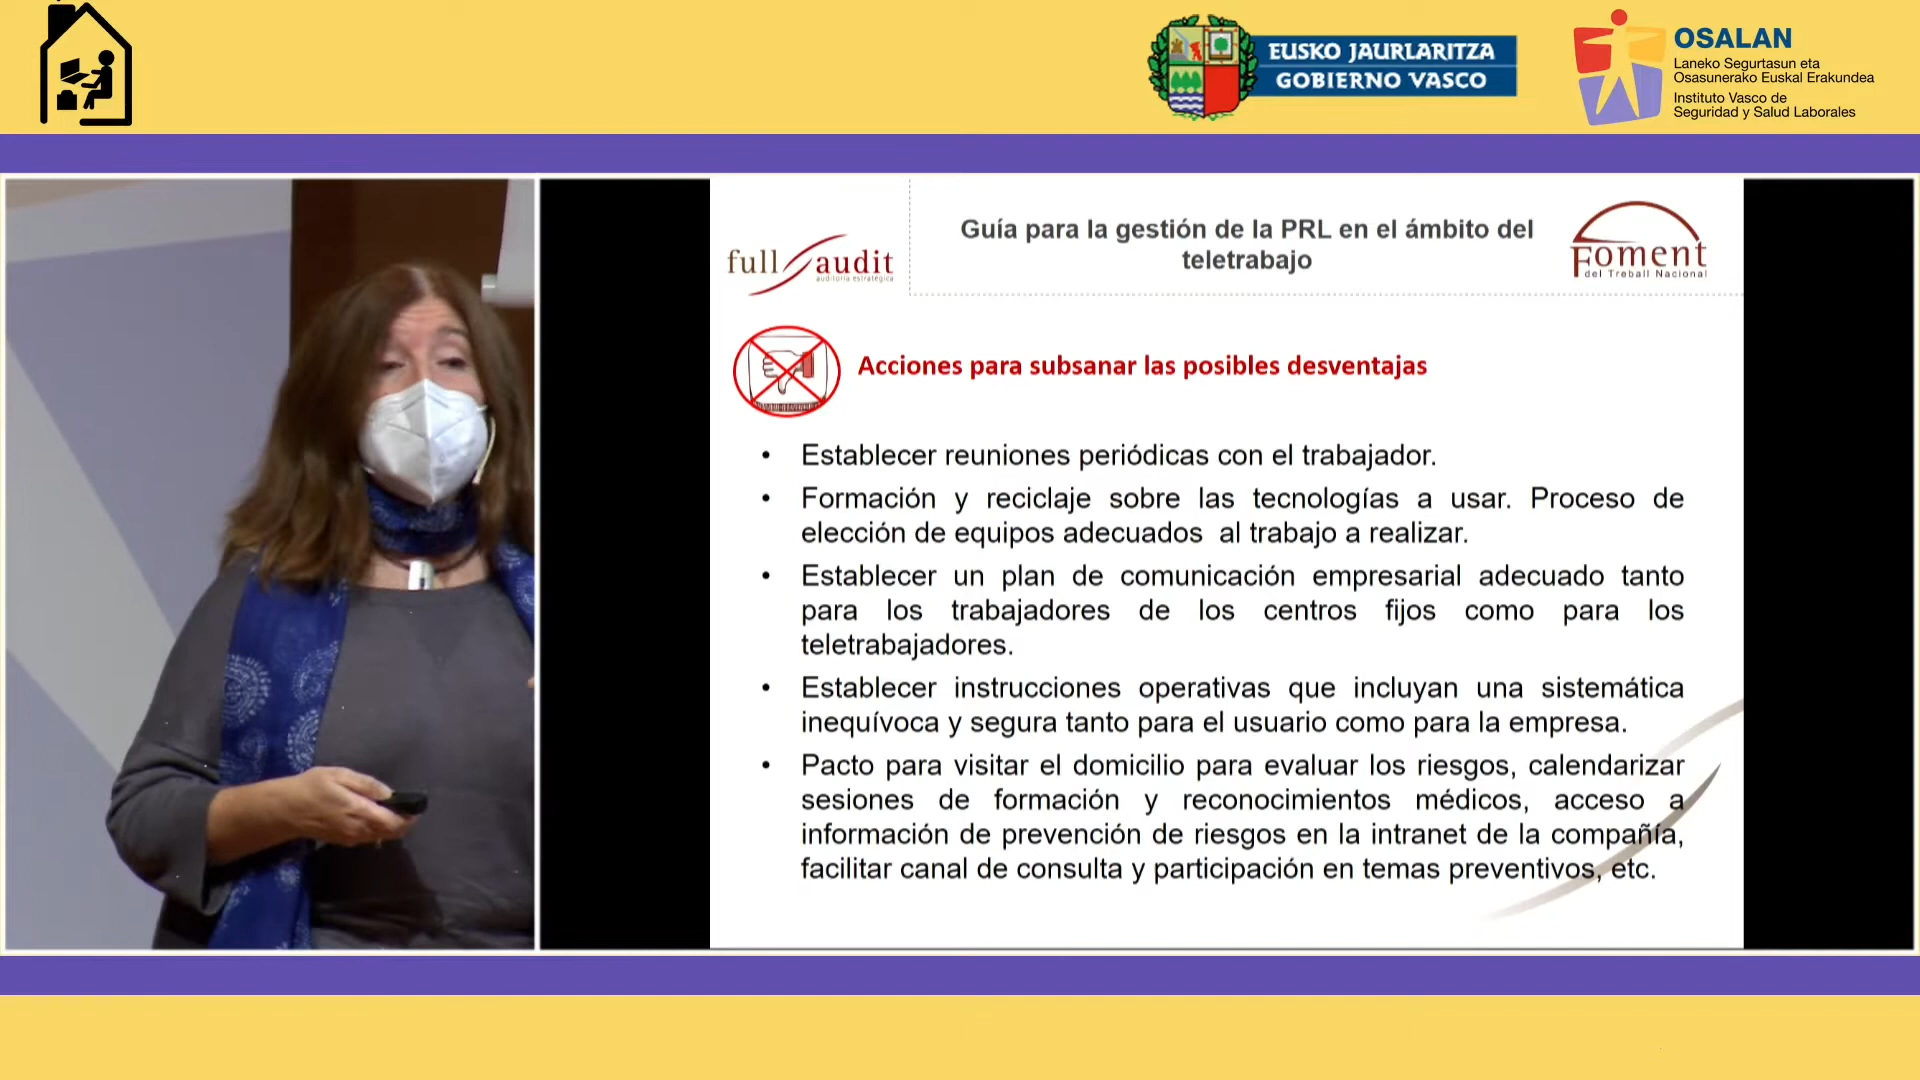 EUSKO JAURLARITZA
GOBIERNO VASCO
OSALAN
Laneko Segurtasun eta
Osasunerako Euskal Erakundea
Instituto Vasco de
Seguridad y Salud Laborales
full audit
auditoría estratégica
Guía para la gestión de la PRL en el ámbito del
teletrabajo
Foment
del Treball Nacional
Acciones para subsanar las posibles desventajas
• Establecer reuniones periódicas con el trabajador.
• Formación y reciclaje sobre las tecnologías a usar. Proceso de
elección de equipos adecuados al trabajo a realizar.
• Establecer un plan de comunicación empresarial adecuado tanto
para los trabajadores de los centros fijos como para los
teletrabajadores.
• Establecer instrucciones operativas que incluyan una sistemática
inequívoca y segura tanto para el usuario como para la empresa.
• Pacto para visitar el domicilio para evaluar los riesgos, calendarizar
sesiones de formación y reconocimientos médicos, acceso a
información de prevención de riesgos en la intranet de la compañía,
facilitar canal de consulta y participación en temas preventivos, etc.